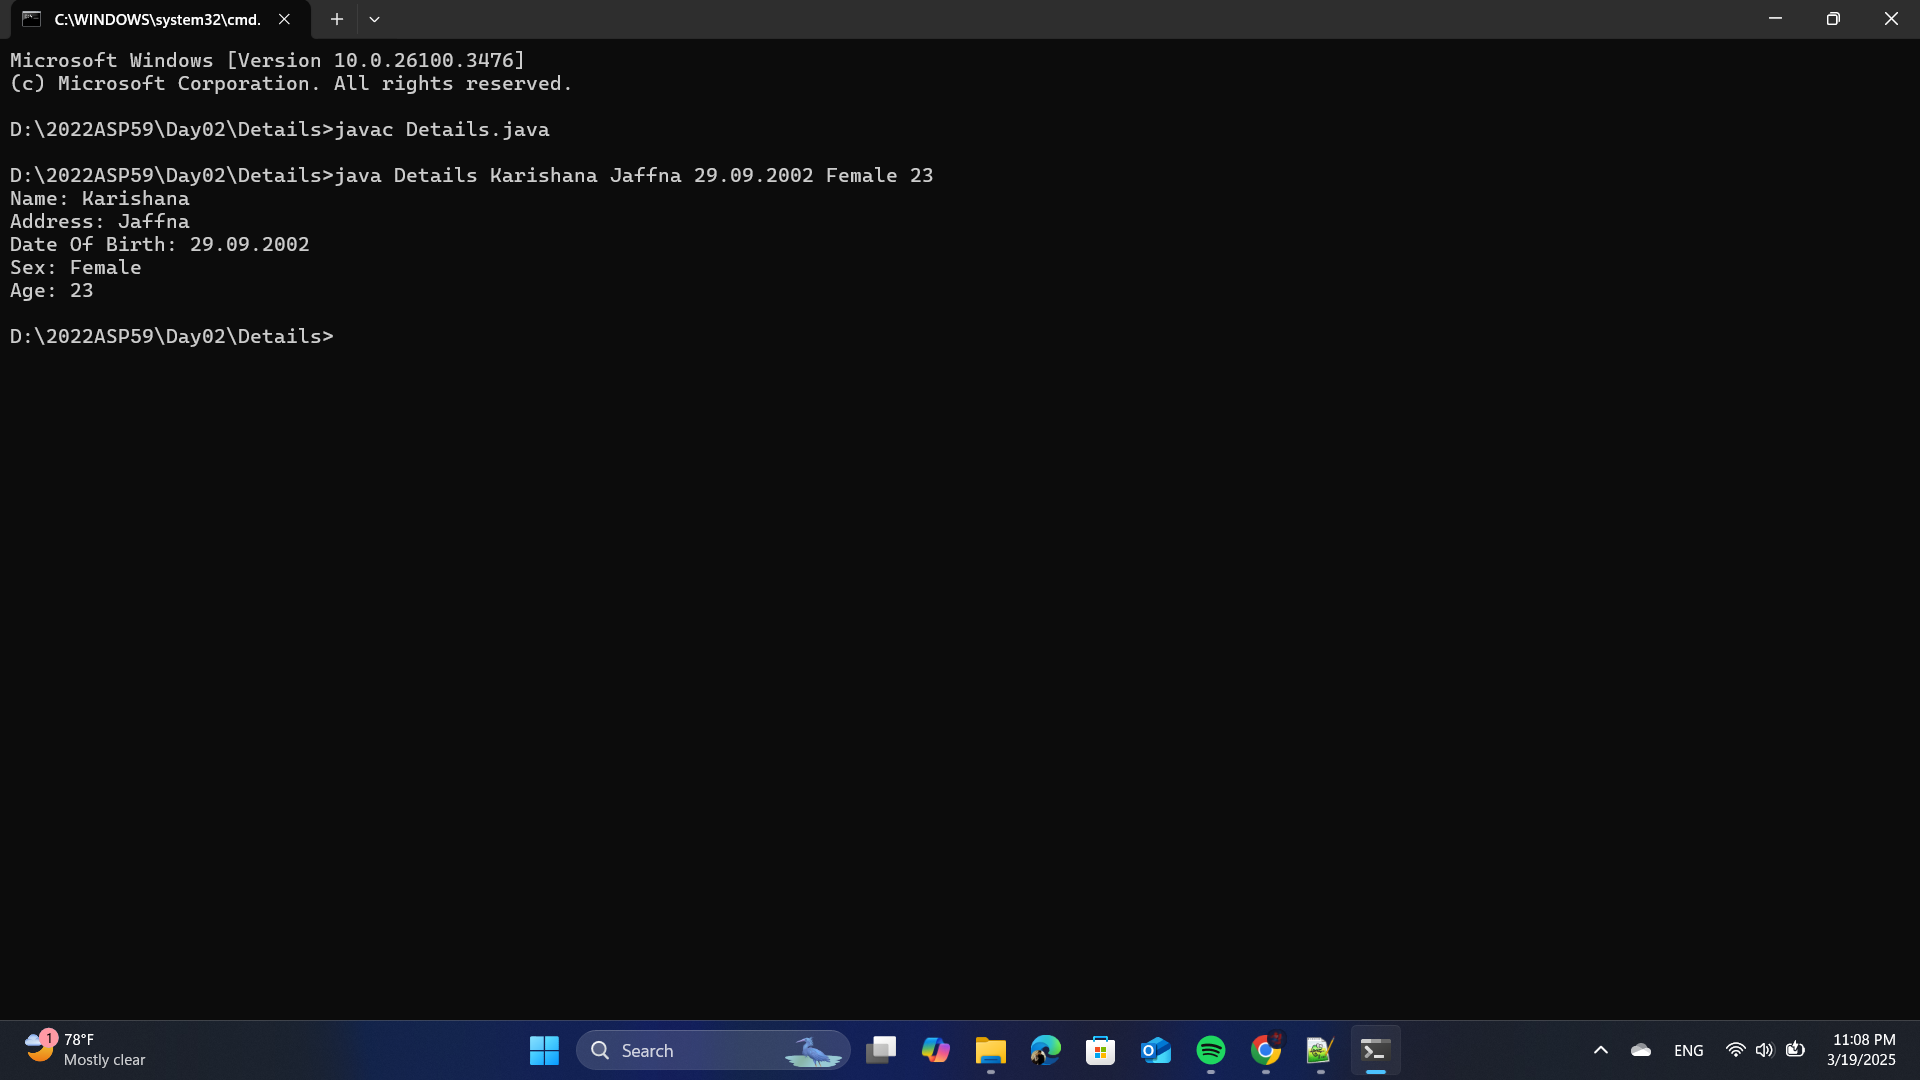 C:\WINDOWS\system32\cmd.
Microsoft Windows [Version 10.0.26100.3476]
(c) Microsoft Corporation. All rights reserved.
D:\2022ASP59\Day02\Details>javac Details.java
D:\2022ASP59\Day02\Details>java Details Karishana Jaffna 29.09.2002 Female 23
Name: Karishana
Address: Jaffna
Date Of Birth: 29.09.2002
Sex: Female
Age: 23
D:\2022ASP59\Day02\Details>
1
78°F
Mostly clear
Search
ENG
11:08 PM
3/19/2025